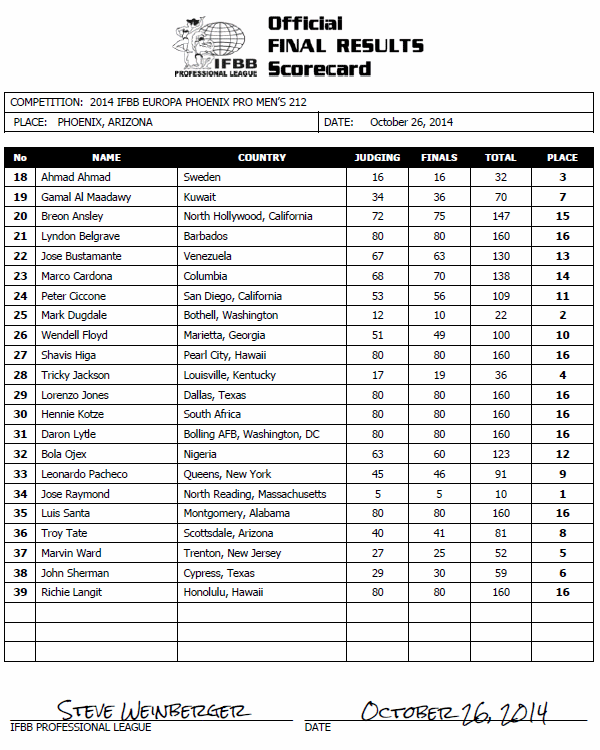 Official
FINAL RESULTS
Scorecard
IFBB
PROFESSIONAL LEAGUE
COMPETITION: 2014 IFBB EUROPA PHOENIX PRO MEN'S 212
PLACE: PHOENIX, ARIZONA DATE: October 26, 2014
No NAME COUNTRY JUDGING FINALS TOTAL PLACE
18 Ahmad Ahmad Sweden 16 16 32 3
19 Gamal Al Maadawy Kuwait 34 36 70 7
20 Breon Ansley North Hollywood, California 72 75 147 15
21 Lyndon Belgrave Barbados 80 80 160 16
22 Jose Bustamante Venezuela 67 63 130 13
23 Marco Cardona Columbia 68 70 138 14
24 Peter Ciccone San Diego, California 53 56 109 11
25 Mark Dugdale Bothell, Washington 12 10 22 2
26 Wendell Floyd Marietta, Georgia 51 49 100 10
27 Shavis Higa Pearl City, Hawaii 80 80 160 16
28 Tricky Jackson Louisville, Kentucky 17 19 36 4
29 Lorenzo Jones Dallas, Texas 80 80 160 16
30 Hennie Kotze South Africa 80 80 160 16
31 Daron Lytle Bolling AFB, Washington, DC 80 80 160 16
32 Bola Ojex Nigeria 63 60 123 12
33 Leonardo Pacheco Queens, New York 45 46 91 9
34 Jose Raymond North Reading, Massachusetts 5 5 10 1
35 Luis Santa Montgomery, Alabama 80 80 160 16
36 Troy Tate Scottsdale, Arizona 40 41 81 8
37 Marvin Ward Trenton, New Jersey 27 25 52 5
38 John Sherman Cypress, Texas 29 30 59 6
39 Richie Langit Honolulu, Hawaii 80 80 160 16
STEVE WEINBERGER OCTOBER 26, 2014
IFBB PROFESSIONAL LEAGUE DATE